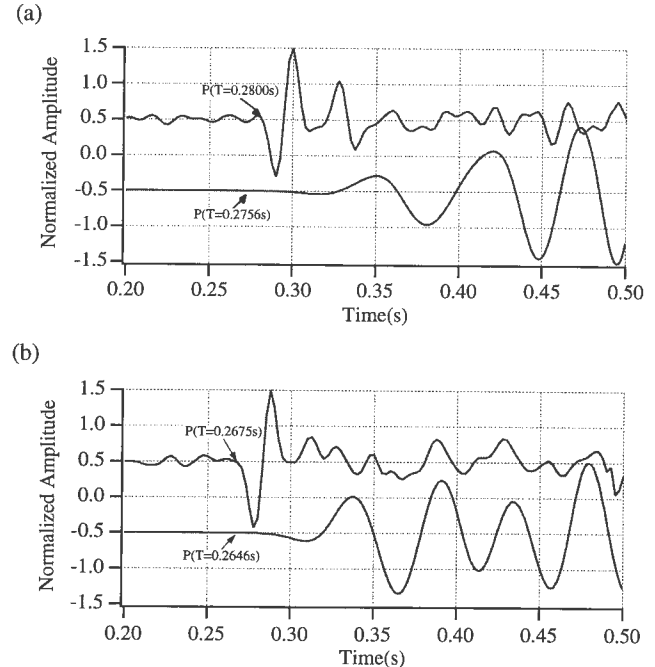 (a)
Normalized Amplitude
1.5
1.0
0.5
0.0
-0.5
-1.0
-1.5
P(T=0.2800s)
P(T=0.2756s)
0.20 0.25 0.30 0.35 0.40 0.45 0.50
Time(s)
(b)
Normalized Amplitude
1.5
1.0
0.5
0.0
-0.5
-1.0
-1.5
P(T=0.2675s)
P(T=0.2646s)
0.20 0.25 0.30 0.35 0.40 0.45 0.50
Time(s)